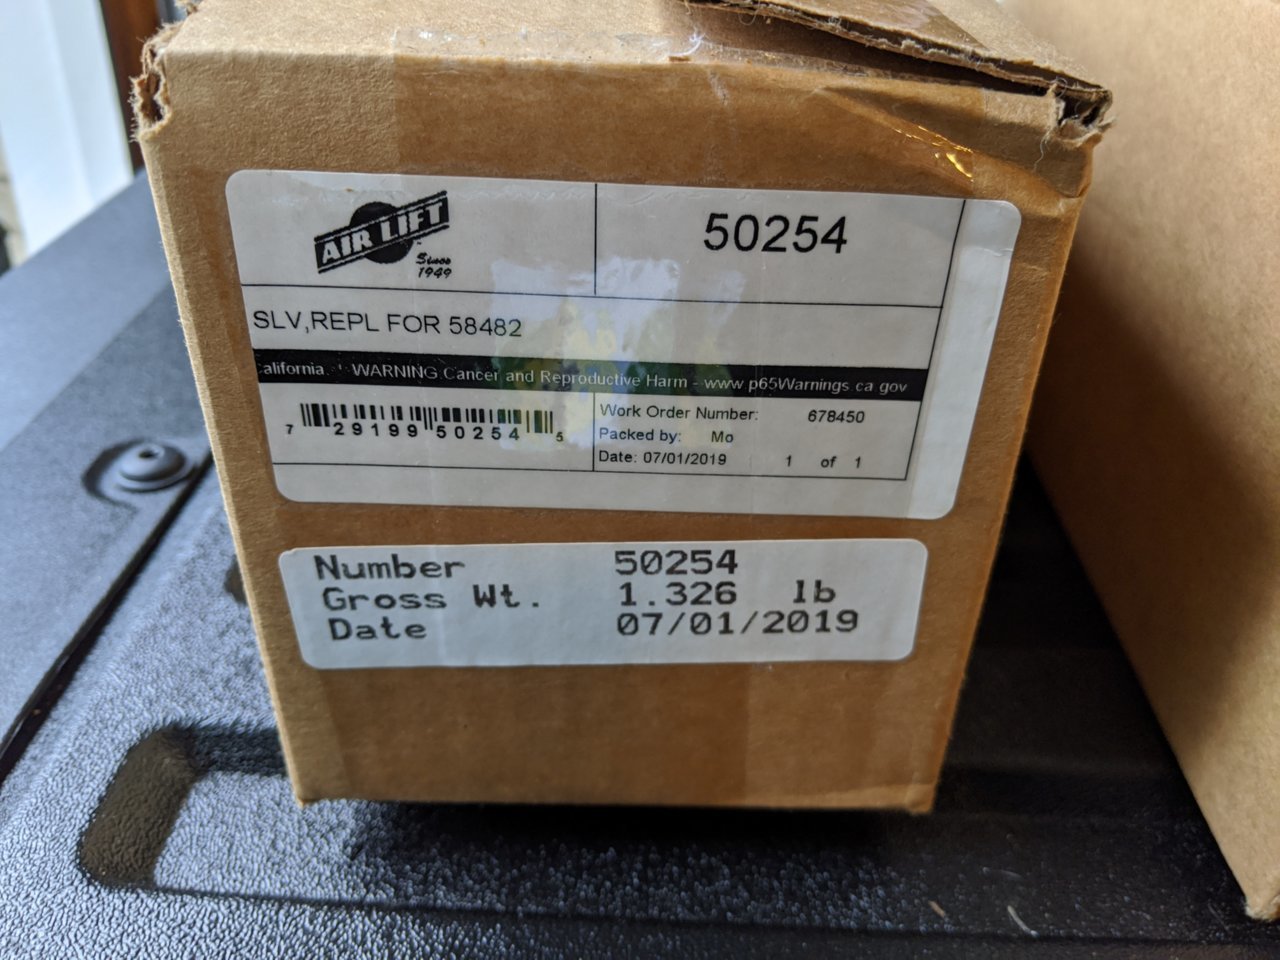 AIR LIFT
Since
1949
50254
SLV,REPL FOR 58482
alifornia WARNING Cancer and Reproductive Harm - www p65Warnings ca gov
7 29199 50254 5
Work Order Number: 678450
Packed by: Mo
Date: 07/01/2019 1 of 1
Number 50254
Gross Wt. 1.326 lb
Date 07/01/2019